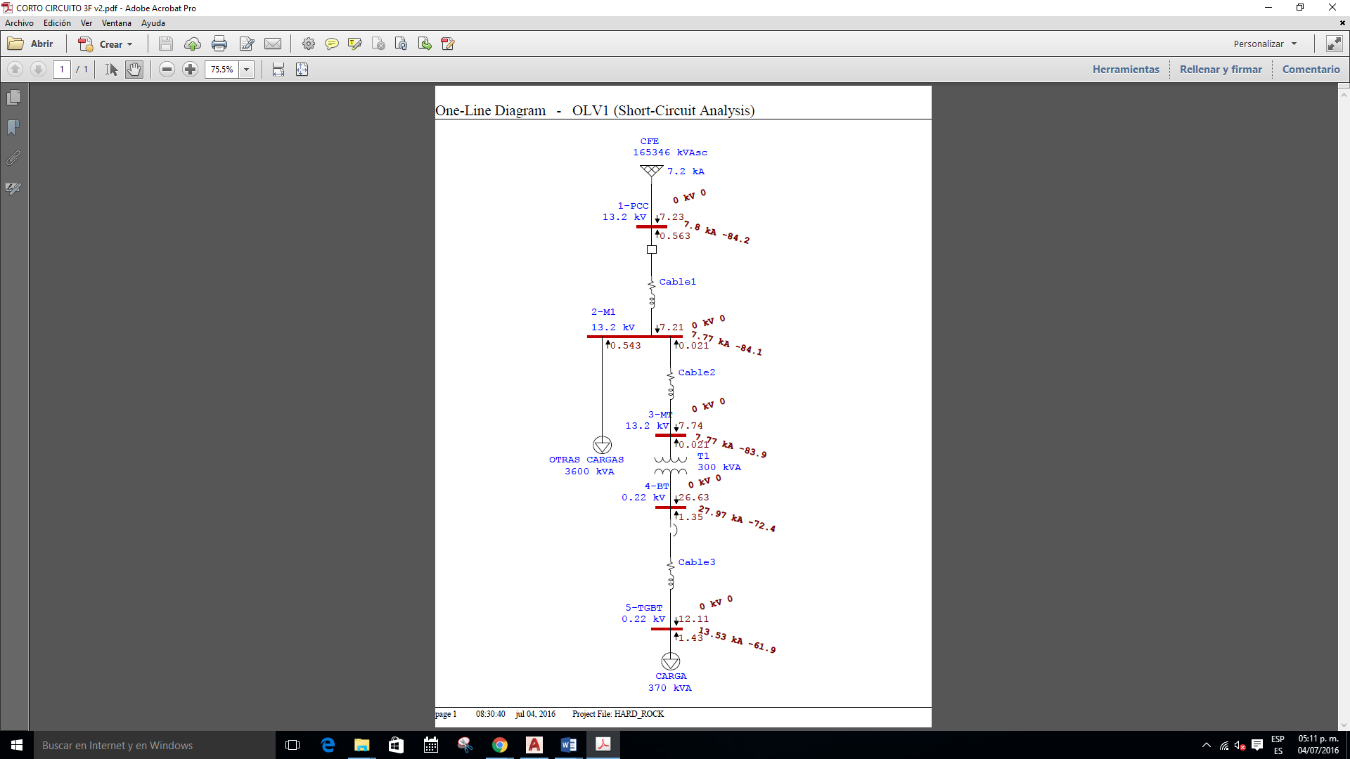 CORTO CIRCUITO 3F v2.pdf - Adobe Acrobat Pro
Archivo Edición Ver Ventana Ayuda
Abrir Crear Personalizar
1 / 1 75.5% Herramientas Rellenar y firmar Comentario
One-Line Diagram - OLV1 (Short-Circuit Analysis)
CFE
165346 kVAsc
7.2 kA
0 kV 0
1-PCC
13.2 kV 7.23
7.8 kA -84.2
0.563
Cable1
2-M1
13.2 kV 7.21 0 kV 0
7.77 kA -84.1
0.543 0.021
Cable2
0 kV 0
3-MT
13.2 kV 7.74
7.77 kA -83.9
0.021
T1
OTRAS CARGAS
3600 kVA
300 kVA
0 kV 0
4-BT
0.22 kV 26.63
27.97 kA -72.4
1.35
Cable3
0 kV 0
5-TGBT
0.22 kV 12.11
13.53 kA -61.9
1.43
CARGA
370 kVA
page 1 08:30:40 jul 04, 2016 Project File: HARD_ROCK
Buscar en Internet y en Windows
ESP
ES
05:11 p. m.
04/07/2016